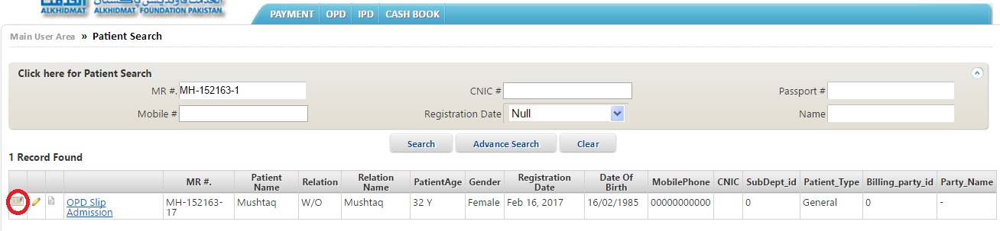 الخدمت فاؤنڈیشن پاکستان
ALKHIDMAT ALKHIDMAT FOUNDATION PAKISTAN
PAYMENT OPD IPD CASH BOOK
Main User Area » Patient Search
Click here for Patient Search
MR #. MH-152163-1 CNIC # Passport #
Mobile # Registration Date Null Name
Search Advance Search Clear
1 Record Found
MR #. Patient Name Relation Relation Name PatientAge Gender Registration Date Date Of Birth MobilePhone CNIC SubDept_id Patient_Type Billing_party_id Party_Name
OPD Slip MH-152163- Mushtaq W/O Mushtaq 32 Y Female Feb 16, 2017 16/02/1985 00000000000 0 General 0 -
Admission 17